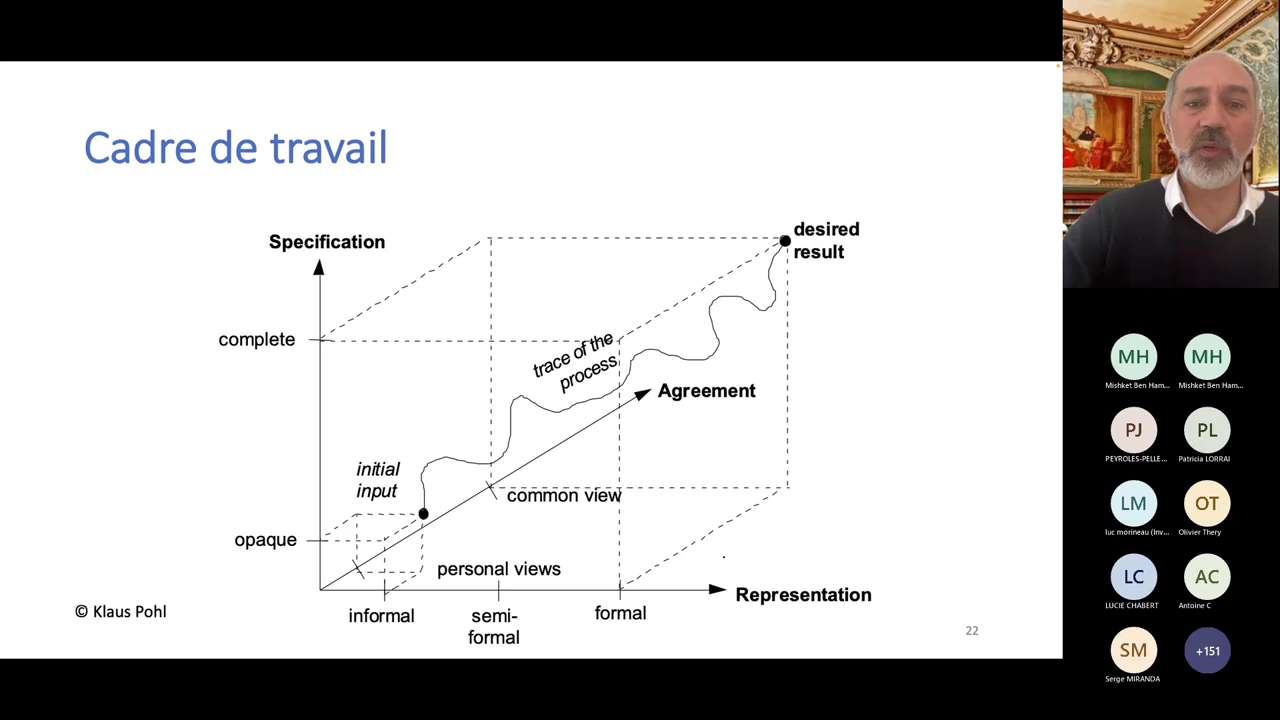 Cadre de travail
Specification
desired
result
complete
trace of the
process
Agreement
initial
input
common view
opaque
personal views
Representation
informal
semi-
formal
formal
© Klaus Pohl
22
MH
MH
Mishket Ben Ham...
Mishket Ben Ham...
PJ
PL
PEYROLES-PELLE...
Patricia LORRAI
LM
OT
luc morineau (Inv...
Olivier Thery
LC
AC
LUCIE CHABERT
Antoine C
SM
+151
Serge MIRANDA